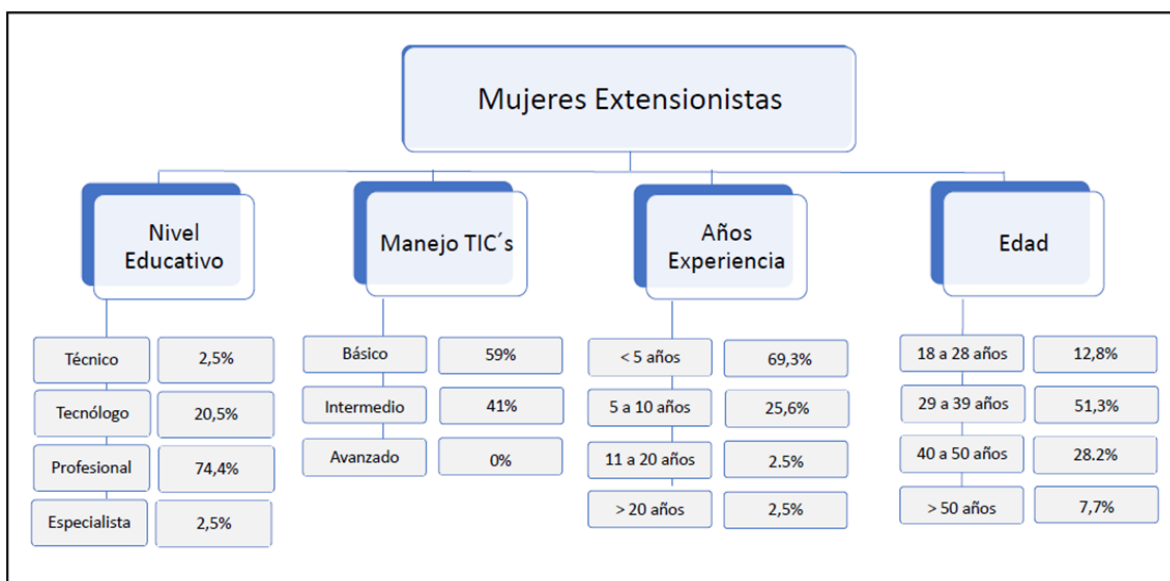 Mujeres Extensionistas
Nivel
Educativo
Técnico 2,5%
Tecnólogo 20,5%
Profesional 74,4%
Especialista 2,5%
Manejo TIC´s
Básico 59%
Intermedio 41%
Avanzado 0%
Años
Experiencia
< 5 años 69,3%
5 a 10 años 25,6%
11 a 20 años 2.5%
> 20 años 2,5%
Edad
18 a 28 años 12,8%
29 a 39 años 51,3%
40 a 50 años 28.2%
> 50 años 7,7%